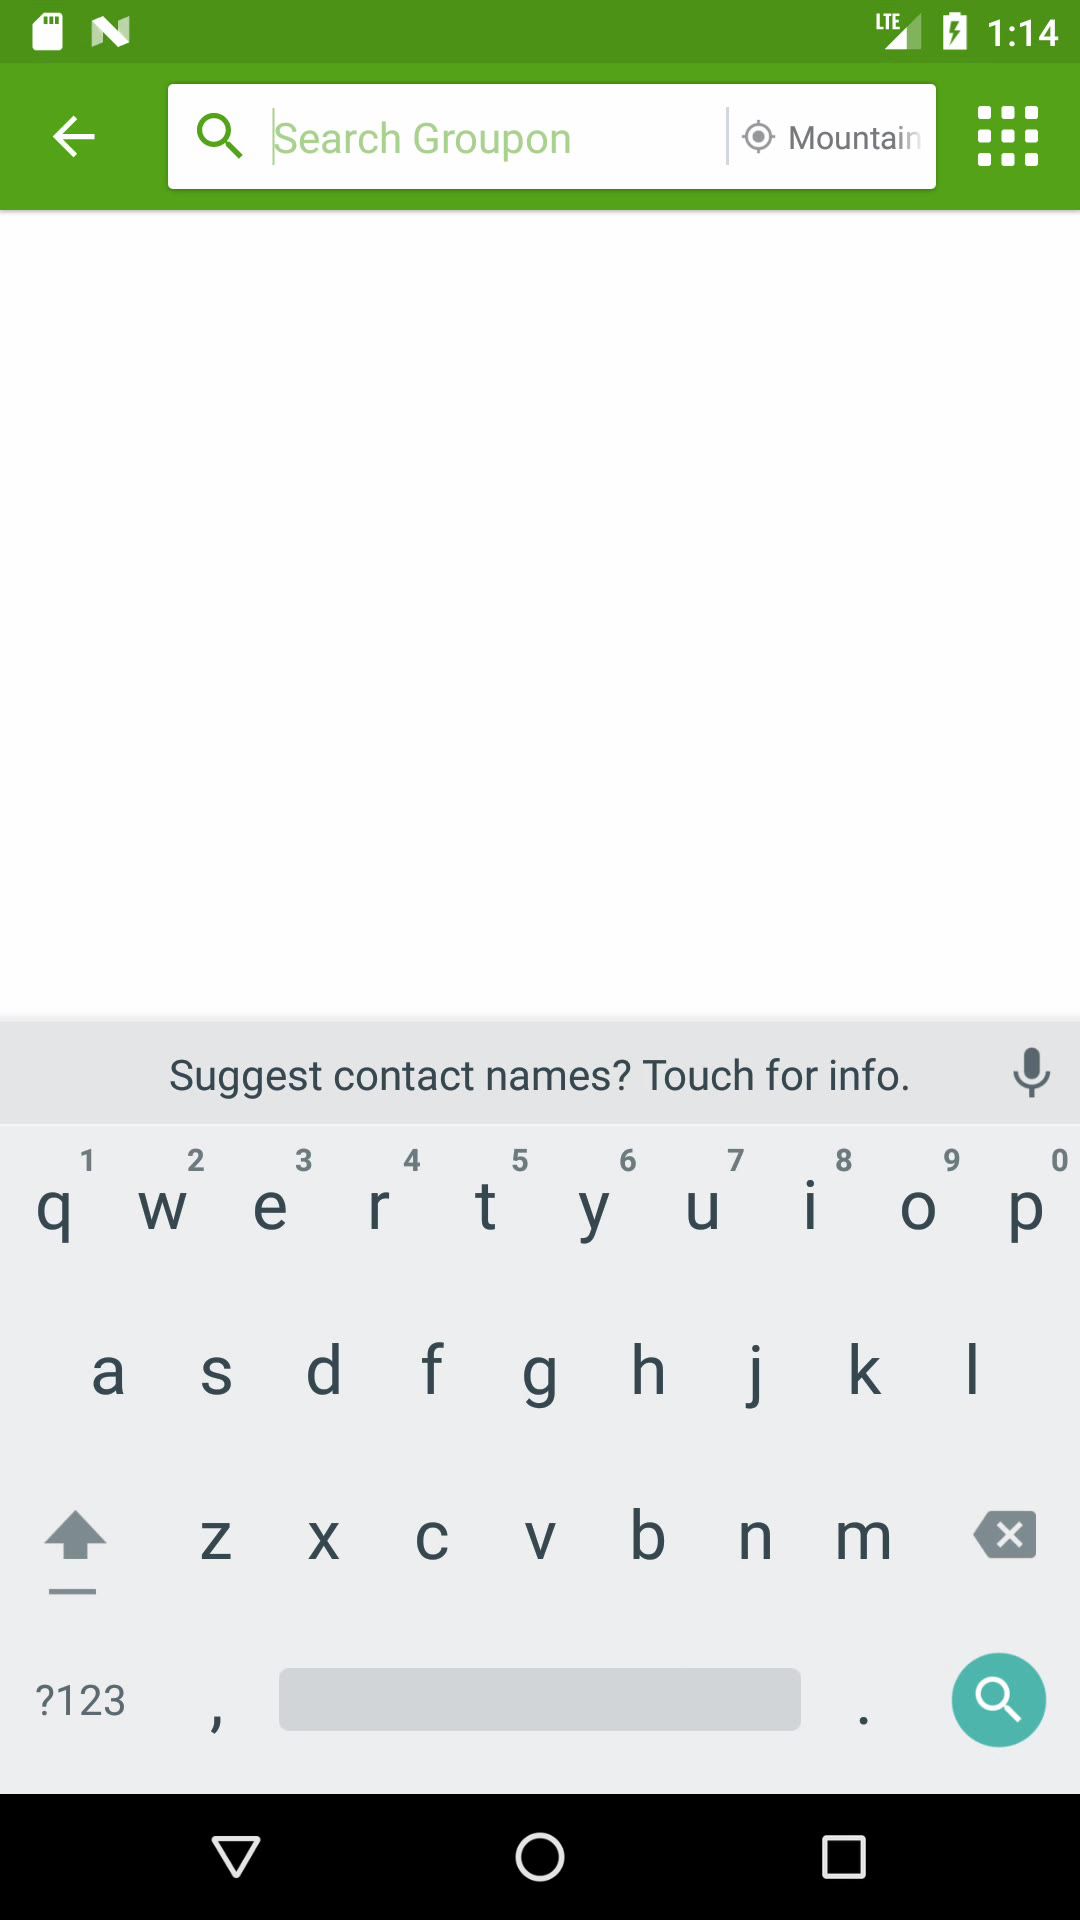 LTE 1:14
Search Groupon Mountain
Suggest contact names? Touch for info.
1 2 3 4 5 6 7 8 9 0
q w e r t y u i o p
a s d f g h j k l
z x c v b n m
?123 , .